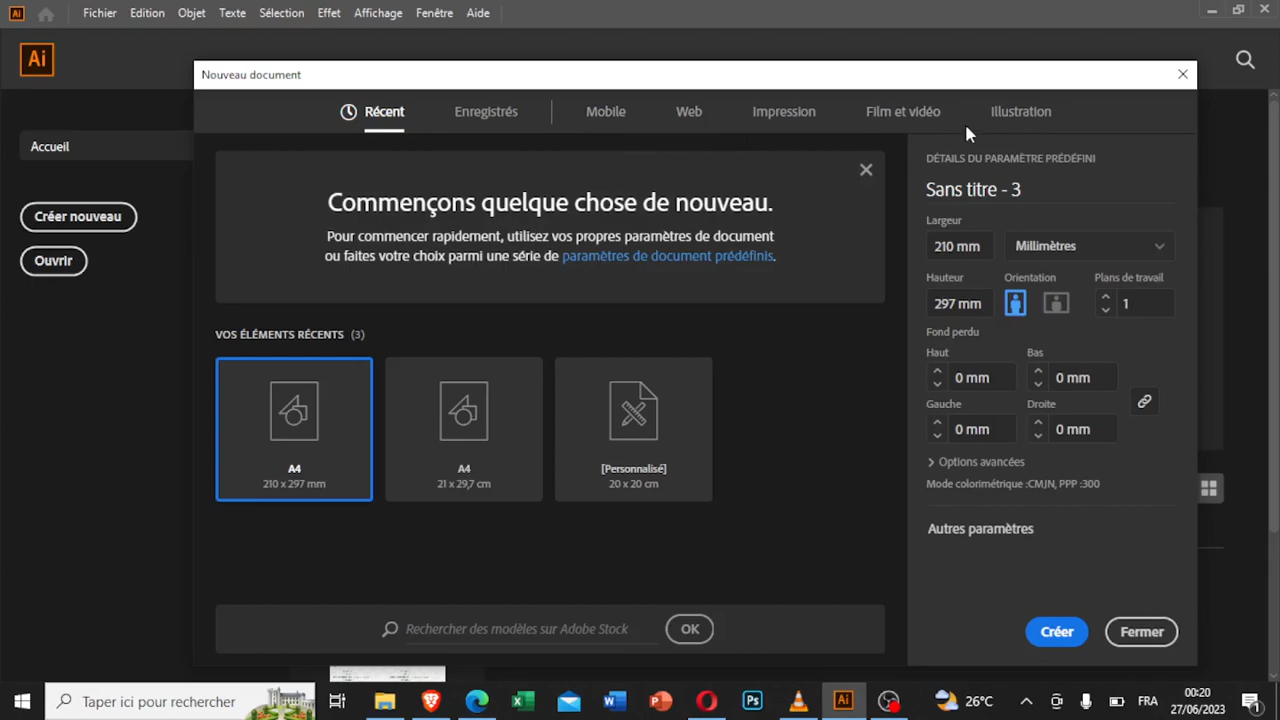 Ai Fichier Edition Objet Texte Sélection Effet Affichage Fenêtre Aide
Ai
Nouveau document
Récent Enregistrés Mobile Web Impression Film et vidéo Illustration
Accueil
Créer nouveau
Ouvrir
Commençons quelque chose de nouveau.
Pour commencer rapidement, utilisez vos propres paramètres de document
ou faites votre choix parmi une série de paramètres de document prédéfinis.
VOS ÉLÉMENTS RÉCENTS (3)
A4
210 x 297 mm
A4
21 x 29,7 cm
[Personnalisé]
20 x 20 cm
Rechercher des modèles sur Adobe Stock OK
DÉTAILS DU PARAMÈTRE PRÉDÉFINI
Sans titre - 3
Largeur
210 mm Millimètres
Hauteur Orientation Plans de travail
297 mm 1
Fond perdu
Haut Bas
0 mm 0 mm
Gauche Droite
0 mm 0 mm
Options avancées
Mode colorimétrique :CMJN, PPP :300
Autres paramètres
Créer Fermer
Taper ici pour rechercher Ps Ai 26°C FRA 00:20
27/06/2023 1